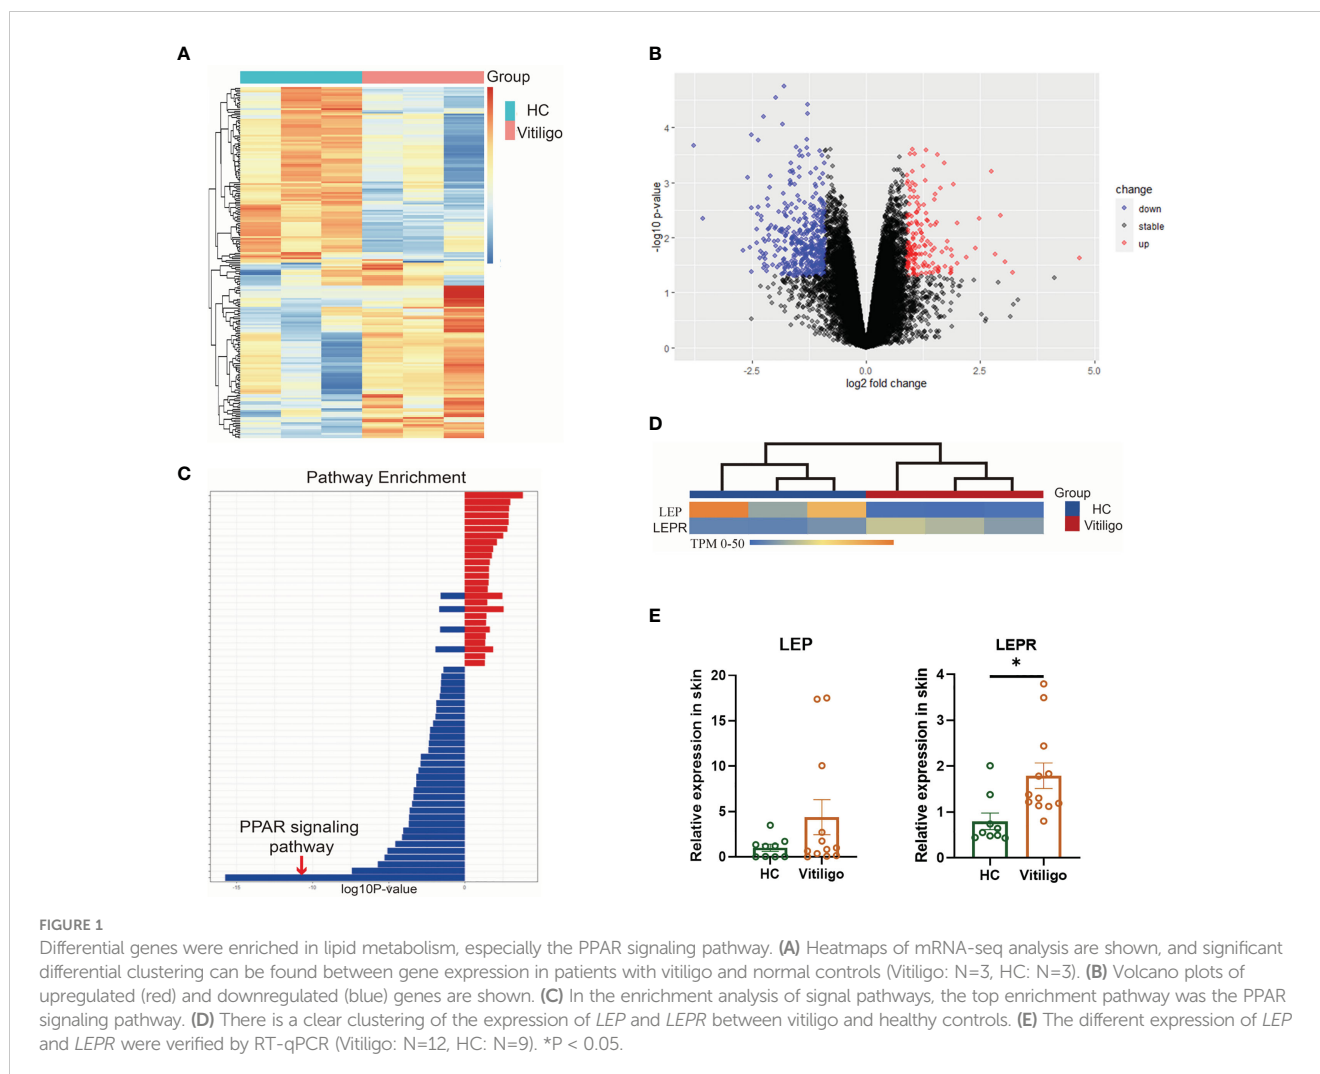 A
Group
HC
Vitiligo
B
-log10 p-value
4
3
2
1
0
-2.5
0.0
2.5
5.0
log2 fold change
change
down
stable
up
C
Pathway Enrichment
PPAR signaling
pathway
-10
0
log10P-value
D
Group
HC
Vitiligo
LEP
LEPR
TPM 0-50
E
LEP
Relative expression in skin
20
15
10
5
0
HC
Vitiligo
LEPR
*
Relative expression in skin
4
3
2
1
0
HC
Vitiligo
FIGURE 1
Differential genes were enriched in lipid metabolism, especially the PPAR signaling pathway. (A) Heatmaps of mRNA-seq analysis are shown, and significant
differential clustering can be found between gene expression in patients with vitiligo and normal controls (Vitiligo: N=3, HC: N=3). (B) Volcano plots of
upregulated (red) and downregulated (blue) genes are shown. (C) In the enrichment analysis of signal pathways, the top enrichment pathway was the PPAR
signaling pathway. (D) There is a clear clustering of the expression of LEP and LEPR between vitiligo and healthy controls. (E) The different expression of LEP
and LEPR were verified by RT-qPCR (Vitiligo: N=12, HC: N=9). *P < 0.05.